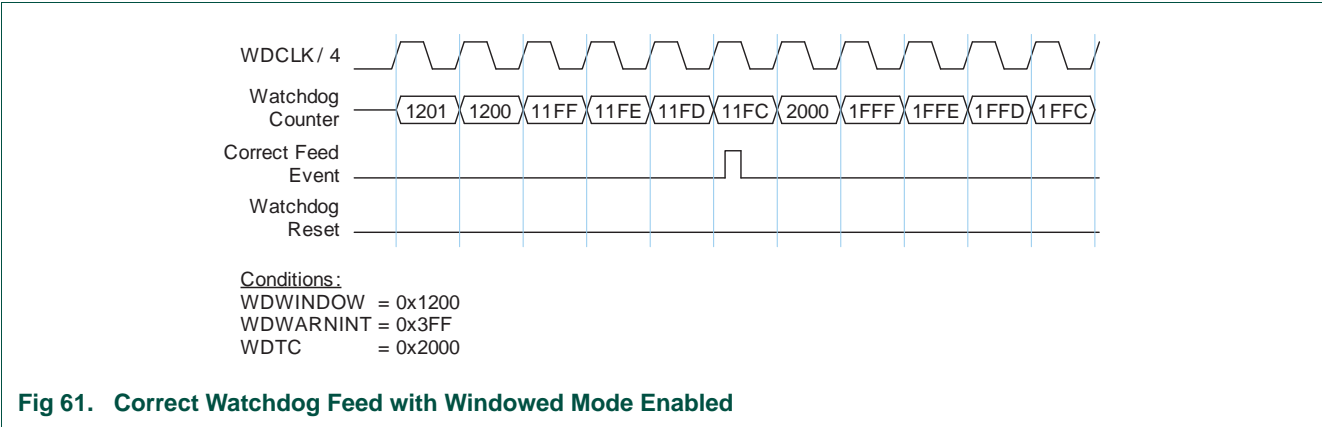 WDCLK / 4
Watchdog
Counter
1201 1200 11FF 11FE 11FD 11FC 2000 1FFF 1FFE 1FFD 1FFC
Correct Feed
Event
Watchdog
Reset
Conditions:
WDWINDOW = 0x1200
WDWARNINT = 0x3FF
WDTC = 0x2000
Fig 61. Correct Watchdog Feed with Windowed Mode Enabled